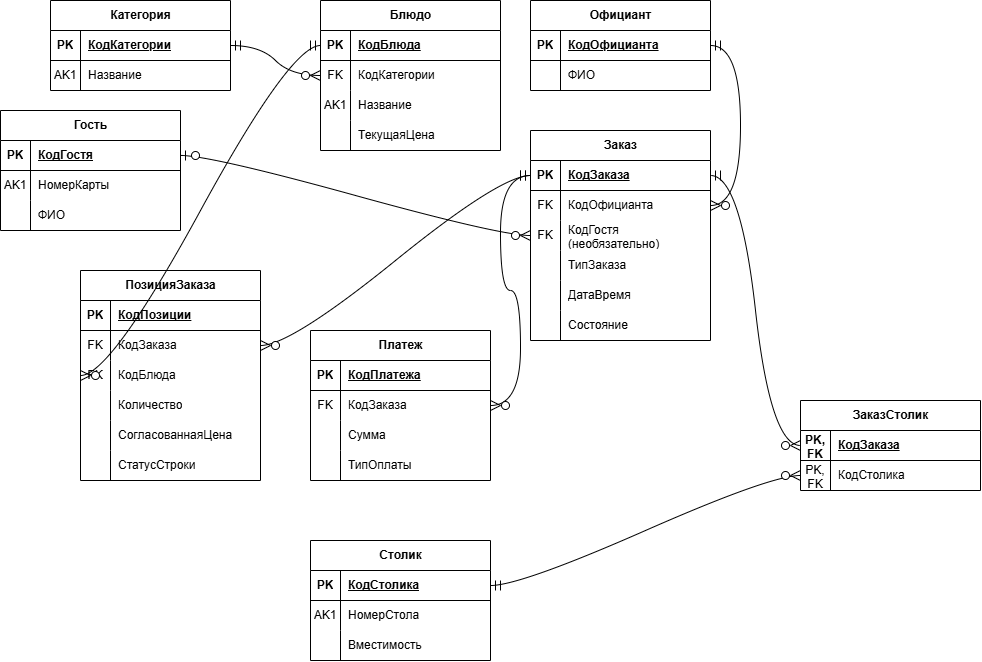 Категория
PK КодКатегории
AK1 Название
Блюдо
PK КодБлюда
FK КодКатегории
AK1 Название
ТекущаяЦена
Официант
PK КодОфицианта
ФИО
Гость
PK КодГостя
AK1 НомерКарты
ФИО
Заказ
PK КодЗаказа
FK КодОфицианта
FK КодГостя
(необязательно)
ТипЗаказа
ДатаВремя
Состояние
ПозицияЗаказа
PK КодПозиции
FK КодЗаказа
FK КодБлюда
Количество
СогласованнаяЦена
СтатусСтроки
Платеж
PK КодПлатежа
FK КодЗаказа
Сумма
ТипОплаты
ЗаказСтолик
PK,
FK КодЗаказа
PK,
FK КодСтолика
Столик
PK КодСтолика
AK1 НомерСтола
Вместимость